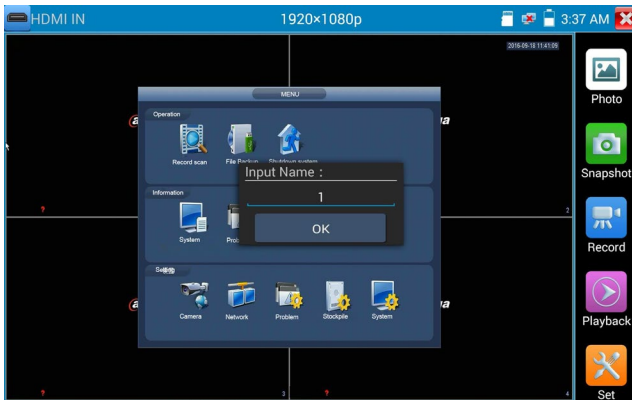 HDMI IN
1920×1080p
3:37 AM
2016-09-18 11:41:09
MENU
Operation
Record scan
File Backup
Shutdown system
Input Name :
1
OK
Information
System
Setting
Camera
Network
Problem
Stockpile
System
?
2
?
3
?
4
Photo
Snapshot
Record
Playback
Set